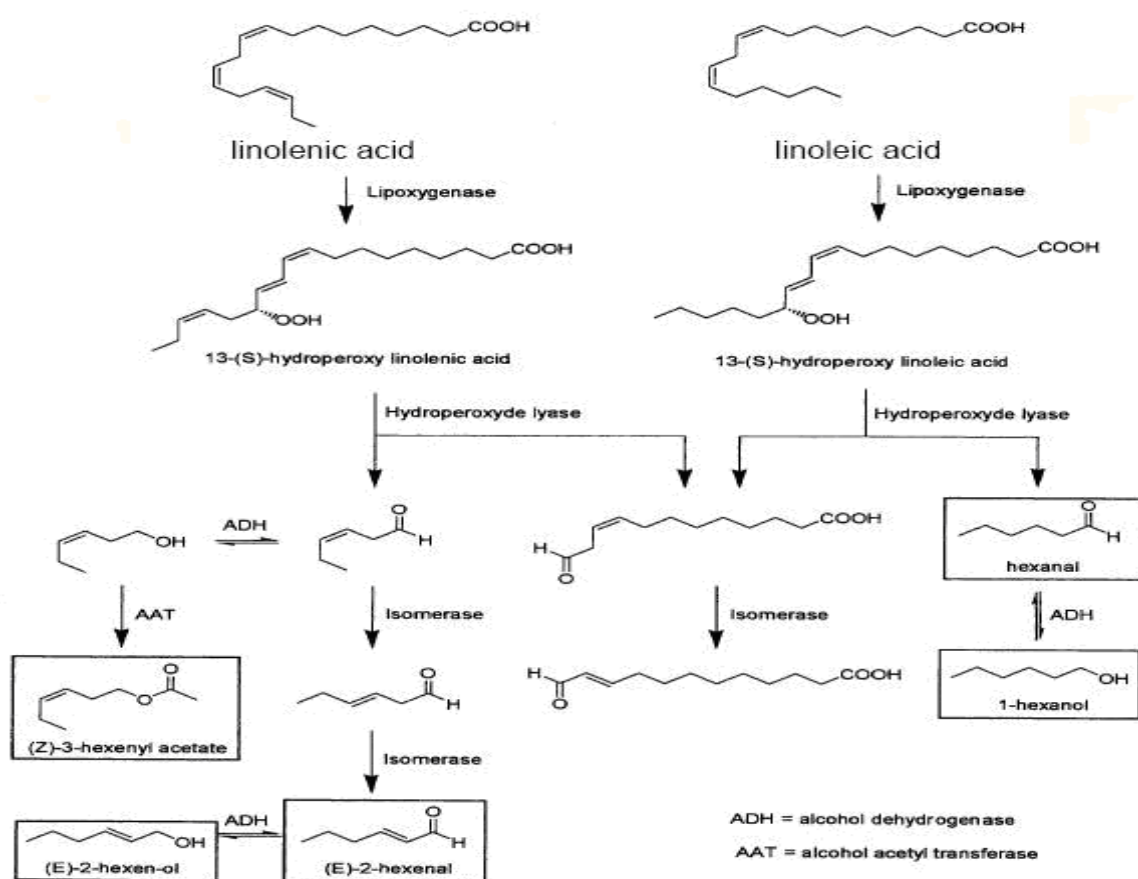 COOH
COOH
linolenic acid
linoleic acid
Lipoxygenase
Lipoxygenase
COOH
COOH
OOH
OOH
13-(S)-hydroperoxy linolenic acid
13-(S)-hydroperoxy linoleic acid
Hydroperoxyde lyase
Hydroperoxyde lyase
OH
ADH
O
H
COOH
H
O
O
H
hexanal
AAT
Isomerase
Isomerase
ADH
O
O
(Z)-3-hexenyl acetate
O
H
H
O
COOH
OH
1-hexanol
Isomerase
OH
(E)-2-hexen-ol
ADH
O
H
(E)-2-hexenal
ADH = alcohol dehydrogenase
AAT = alcohol acetyl transferase